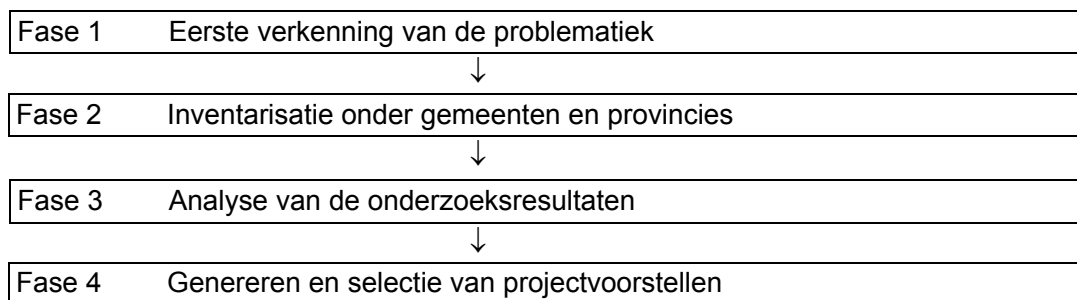 Fase 1 Eerste verkenning van de problematiek
↓
Fase 2 Inventarisatie onder gemeenten en provincies
↓
Fase 3 Analyse van de onderzoeksresultaten
↓
Fase 4 Genereren en selectie van projectvoorstellen